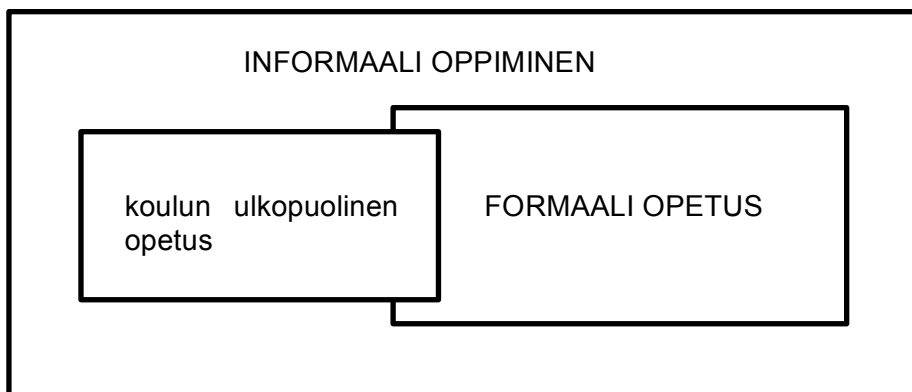 INFORMAALI OPPIMINEN
koulun ulkopuolinen
opetus
FORMAALI OPETUS